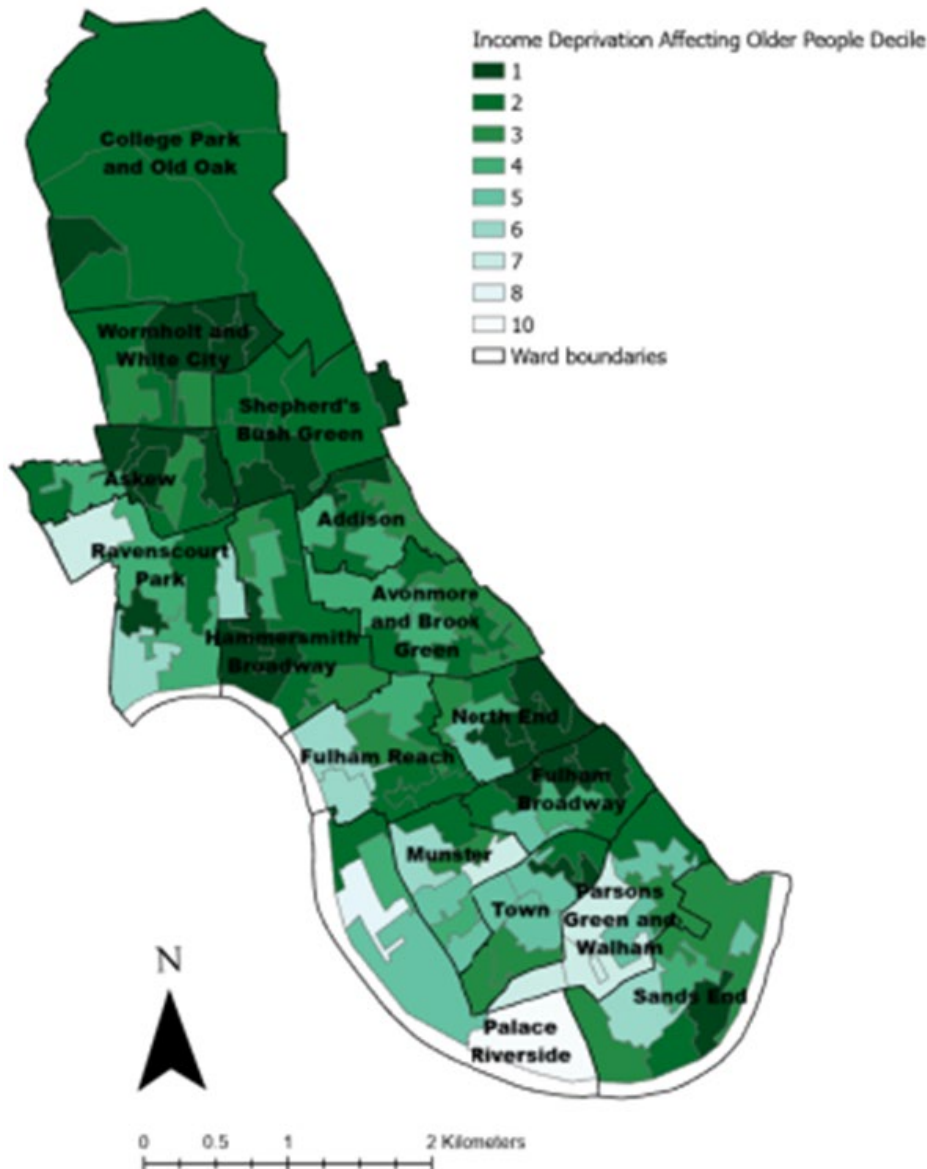 Income Deprivation Affecting Older People Decile
1
2
3
4
5
6
7
8
10
Ward boundaries
College Park
and Old Oak
Wormholt and
White City
Shepherd's
Bush Green
Askew
Addison
Ravenscourt
Park
Avonmore
and Brook
Green
Hammersmith
Broadway
North End
Fulham Reach
Fulham
Broadway
Munster
Town
Parsons
Green and
Walham
Sands End
Palace
Riverside
N
0 0.5 1 2 Kilometers